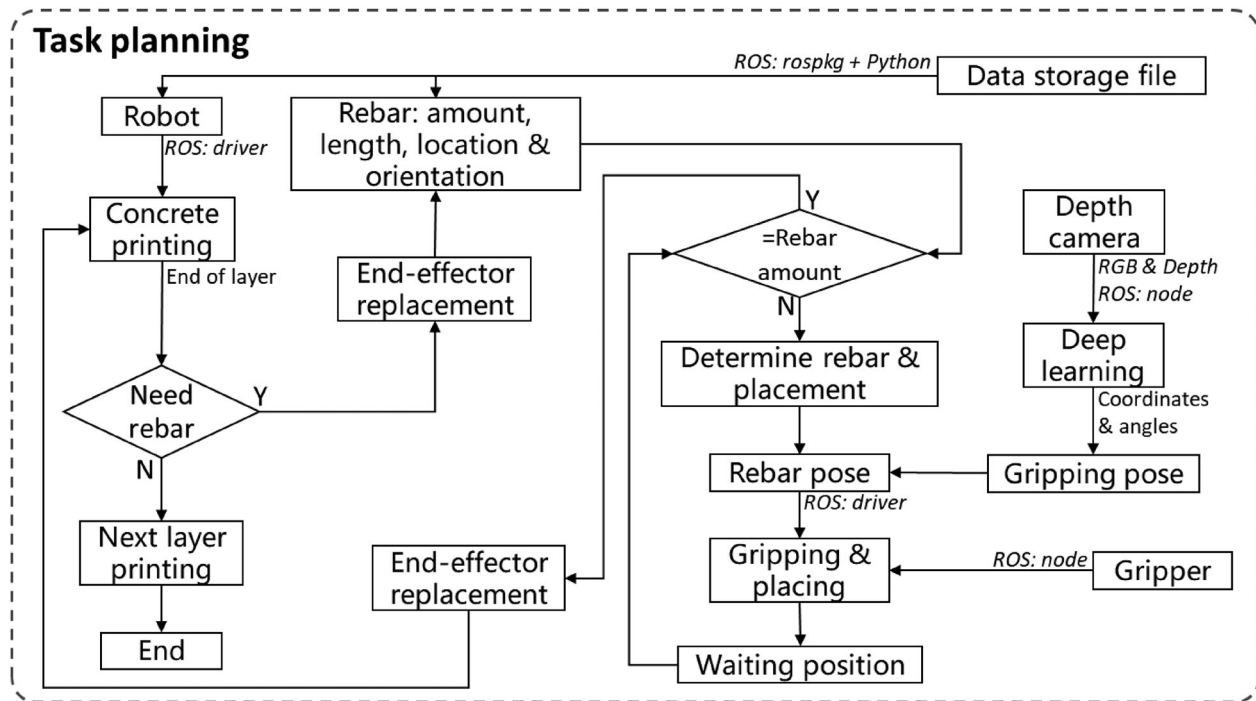 Task planning
ROS: rospkg + Python
Data storage file
Robot
ROS: driver
Rebar: amount,
length, location &
orientation
Concrete
printing
End of layer
End-effector
replacement
Need
rebar
Y
N
Next layer
printing
End
End-effector
replacement
Y
=Rebar
amount
N
Determine rebar &
placement
Rebar pose
ROS: driver
Gripping &
placing
Waiting position
Depth
camera
RGB & Depth
ROS: node
Deep
learning
Coordinates
& angles
Gripping pose
ROS: node
Gripper